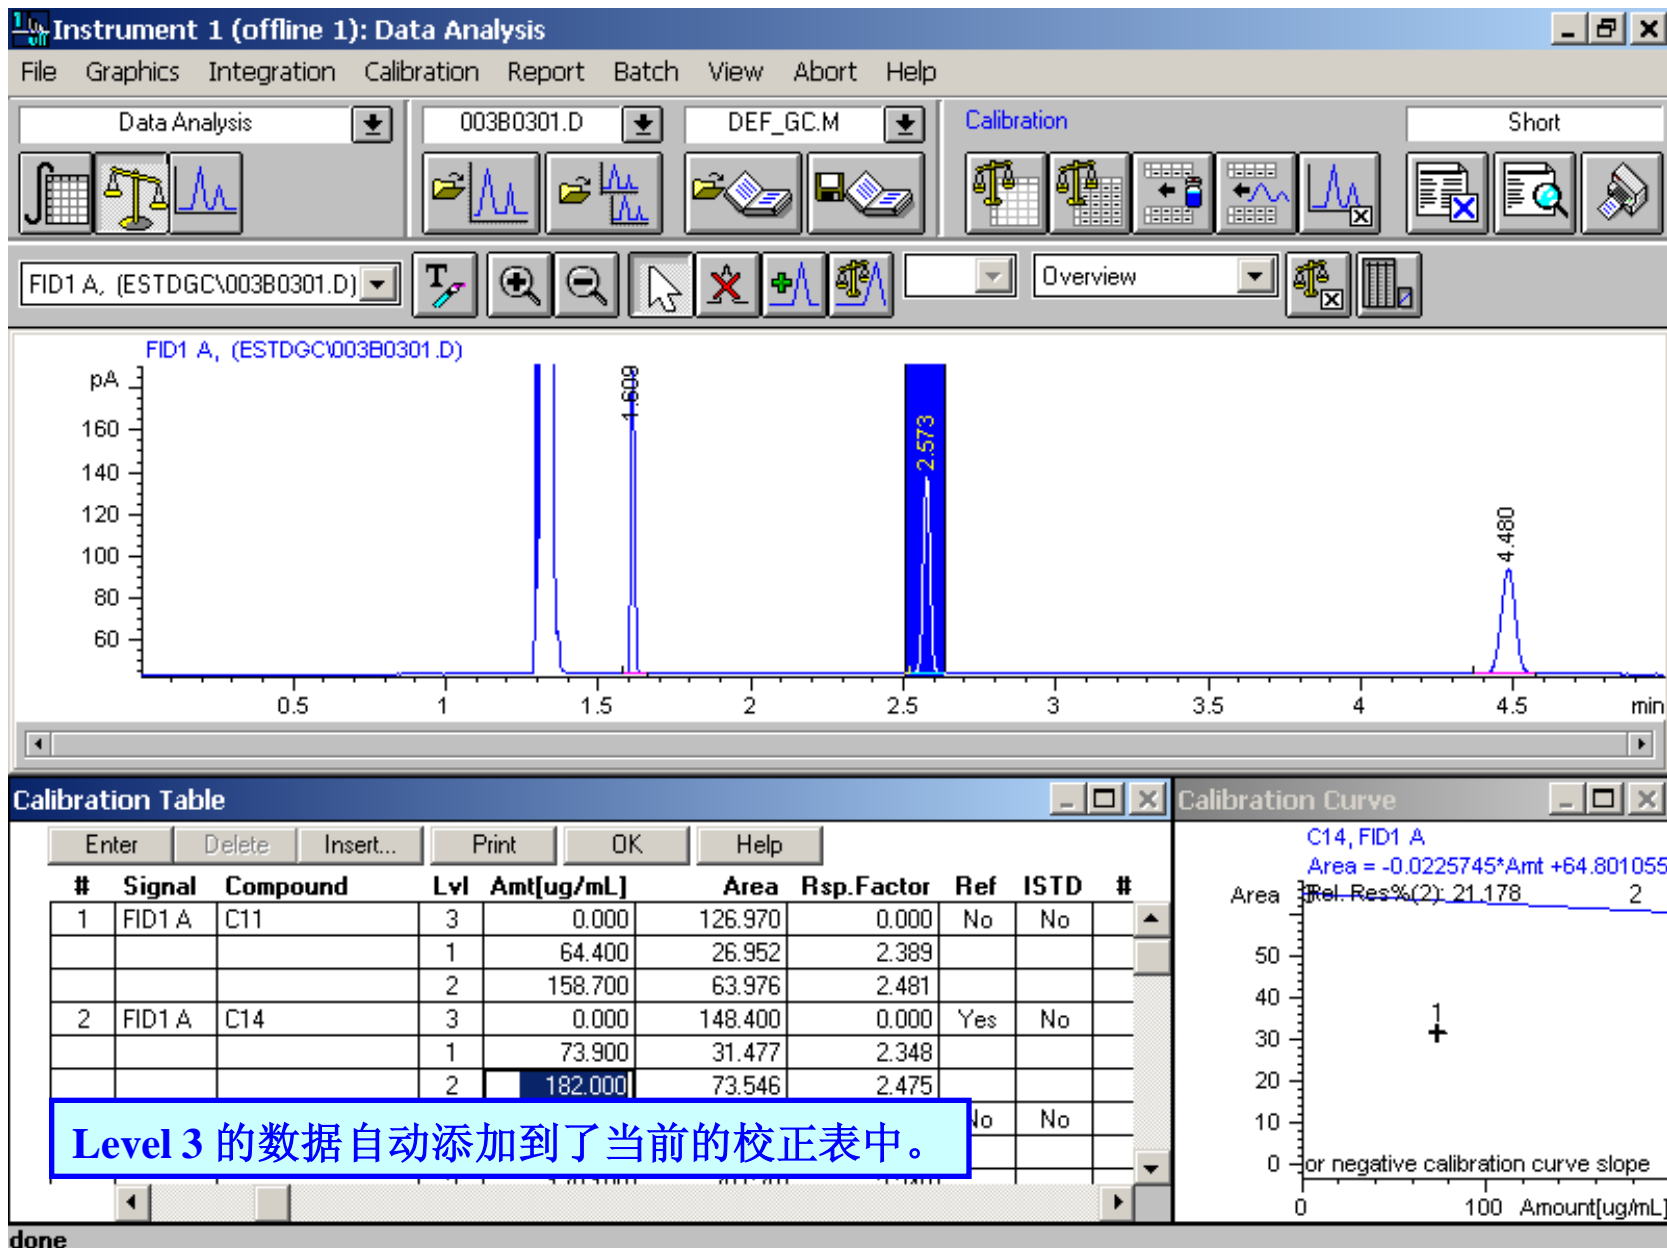 Instrument 1 (offline 1): Data Analysis
File Graphics Integration Calibration Report Batch View Abort Help
Data Analysis 003B0301.D DEF_GC.M Calibration Short
FID1 A, (ESTDGC\003B0301.D) Overview
FID1 A, (ESTDGC\003B0301.D)
pA
160
140
120
100
80
60
1.609
2.573
4.480
0.5 1 1.5 2 2.5 3 3.5 4 4.5 min
Calibration Table
Enter Delete Insert... Print OK Help
# Signal Compound Lvl Amt[ug/mL] Area Rsp.Factor Ref ISTD #
1 FID1 A C11 3 0.000 126.970 0.000 No No
1 64.400 26.952 2.389
2 158.700 63.976 2.481
2 FID1 A C14 3 0.000 148.400 0.000 Yes No
1 73.900 31.477 2.348
2 182.000 73.546 2.475
No No
Level 3 的数据自动添加到了当前的校正表中。
Calibration Curve
C14, FID1 A
Area = -0.0225745*Amt +64.801055
Area Rel. Res%(2): 21.178 2
50
40
30
20
10
0
1
or negative calibration curve slope
0 100 Amount[ug/mL]
done